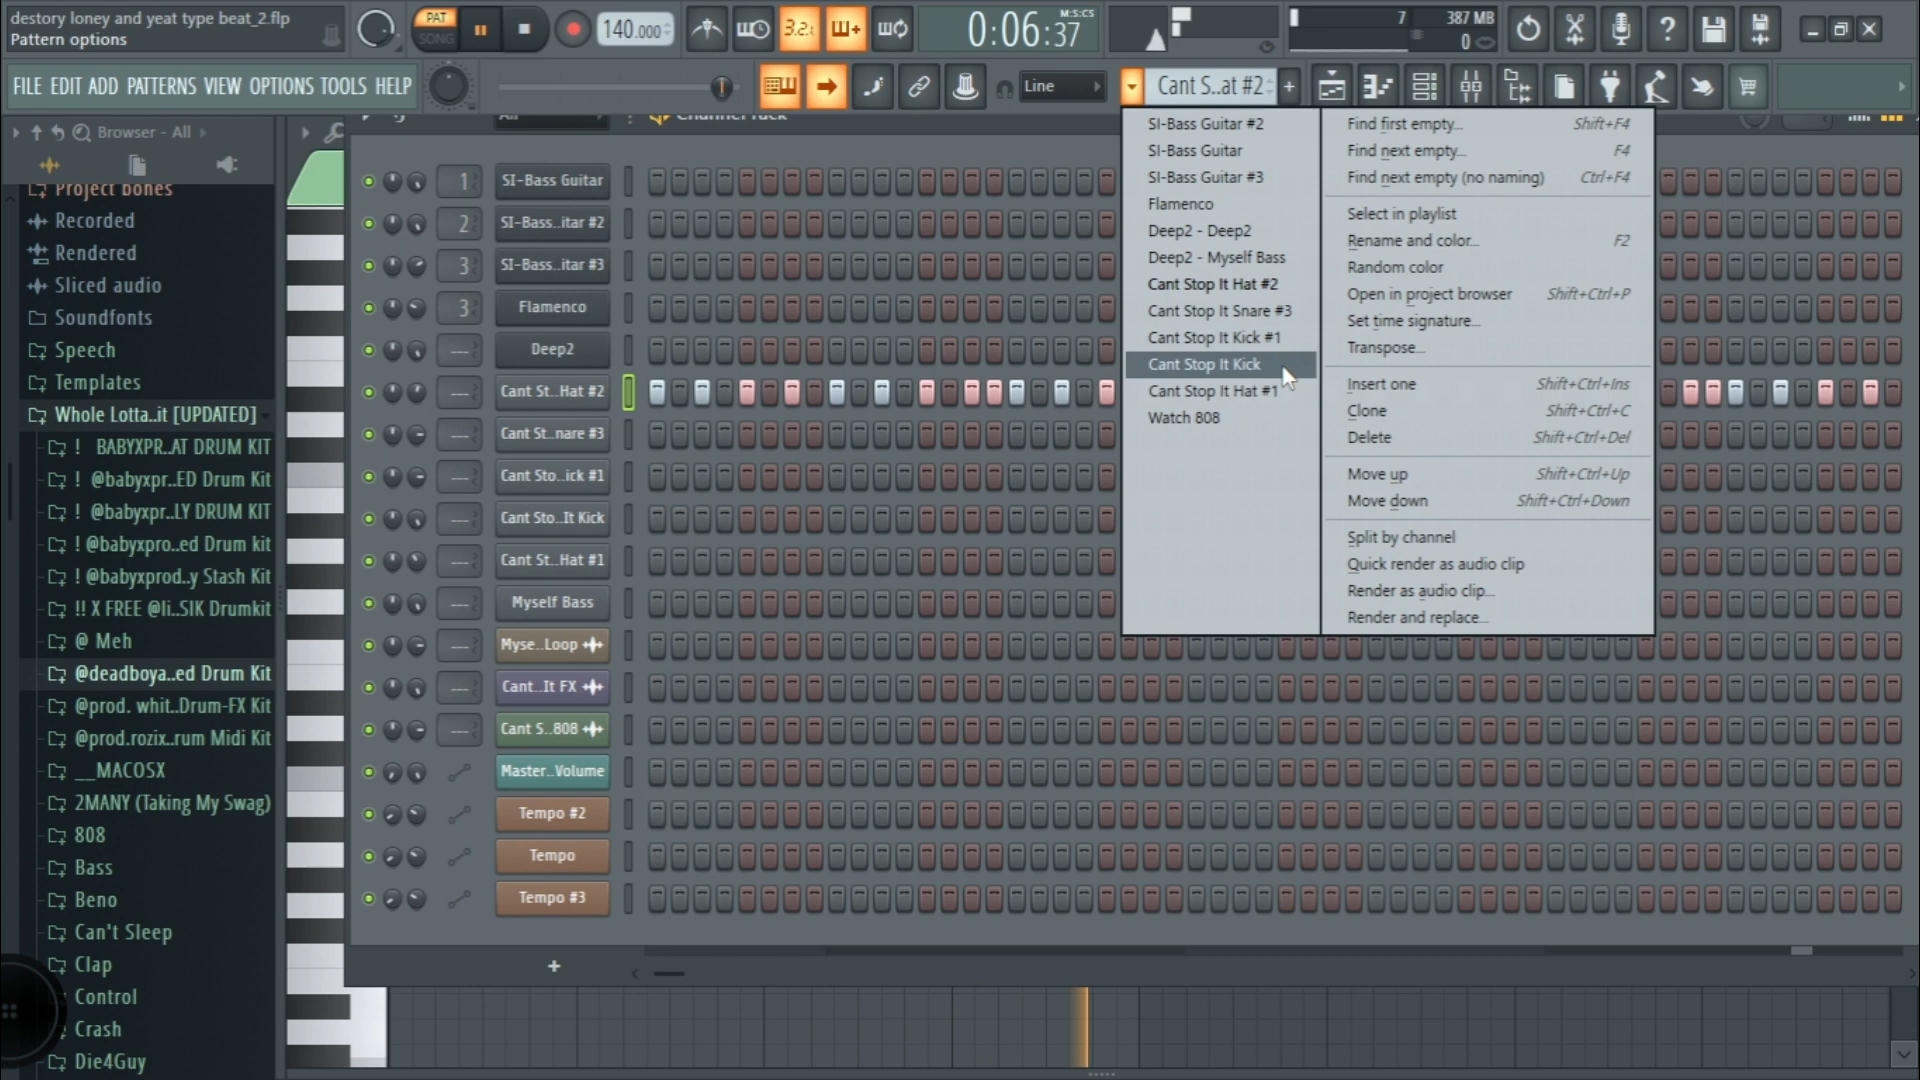 destory loney and yeat type beat_2.flp
Pattern options
PAT
SONG
140.000
3.2.
0:06:37
M:S:CS
7
387 MB
0
FILE EDIT ADD PATTERNS VIEW OPTIONS TOOLS HELP
Line
Cant S..at #2
Browser - All
Project bones
Recorded
Rendered
Sliced audio
Soundfonts
Speech
Templates
Whole Lotta..it [UPDATED]
! BABYXPR..AT DRUM KIT
! @babyxpr..ED Drum Kit
! @babyxpr..LY DRUM KIT
! @babyxpro..ed Drum kit
! @babyxprod..y Stash Kit
!! X FREE @li..SIK Drumkit
@ Meh
@deadboya..ed Drum Kit
@prod. whit..Drum-FX Kit
@prod.rozix..rum Midi Kit
__MACOSX
2MANY (Taking My Swag)
808
Bass
Beno
Can't Sleep
Clap
Control
Crash
Die4Guy
All
Channel rack
1 SI-Bass Guitar
2 SI-Bass..itar #2
3 SI-Bass..itar #3
3 Flamenco
--- Deep2
--- Cant St..Hat #2
--- Cant St..nare #3
--- Cant Sto..ick #1
--- Cant Sto..It Kick
--- Cant St..Hat #1
--- Myself Bass
--- Myse..Loop
--- Cant..It FX
--- Cant S..808
Master..Volume
Tempo #2
Tempo
Tempo #3
+
SI-Bass Guitar #2
SI-Bass Guitar
SI-Bass Guitar #3
Flamenco
Deep2 - Deep2
Deep2 - Myself Bass
Cant Stop It Hat #2
Cant Stop It Snare #3
Cant Stop It Kick #1
Cant Stop It Kick
Cant Stop It Hat #1
Watch 808
Find first empty... Shift+F4
Find next empty... F4
Find next empty (no naming) Ctrl+F4
Select in playlist
Rename and color... F2
Random color
Open in project browser Shift+Ctrl+P
Set time signature...
Transpose...
Insert one Shift+Ctrl+Ins
Clone Shift+Ctrl+C
Delete Shift+Ctrl+Del
Move up Shift+Ctrl+Up
Move down Shift+Ctrl+Down
Split by channel
Quick render as audio clip
Render as audio clip...
Render and replace...